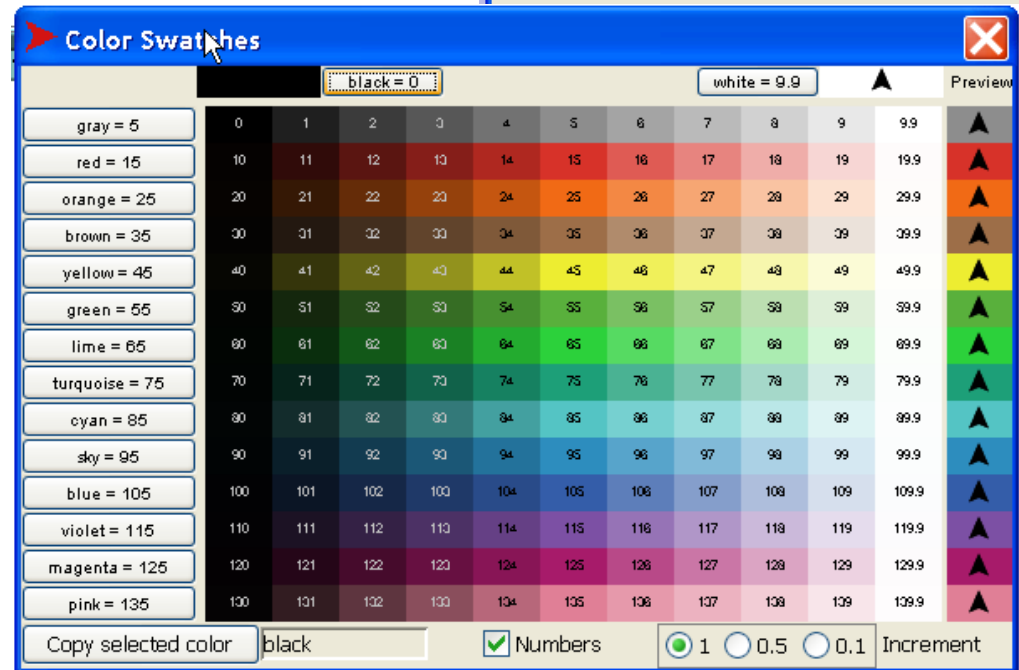 Color Swatches
black = 0 white = 9.9 Preview
gray = 5 0 1 2 3 4 5 6 7 8 9 9.9
red = 15 10 11 12 13 14 15 16 17 18 19 19.9
orange = 25 20 21 22 23 24 25 26 27 28 29 29.9
brown = 35 30 31 32 33 34 35 36 37 38 39 39.9
yellow = 45 40 41 42 43 44 45 46 47 48 49 49.9
green = 55 50 51 52 53 54 55 56 57 58 59 59.9
lime = 65 60 61 62 63 64 65 66 67 68 69 69.9
turquoise = 75 70 71 72 73 74 75 76 77 78 79 79.9
cyan = 85 80 81 82 83 84 85 86 87 88 89 89.9
sky = 95 90 91 92 93 94 95 96 97 98 99 99.9
blue = 105 100 101 102 103 104 105 106 107 108 109 109.9
violet = 115 110 111 112 113 114 115 116 117 118 119 119.9
magenta = 125 120 121 122 123 124 125 126 127 128 129 129.9
pink = 135 130 131 132 133 134 135 136 137 138 139 139.9
Copy selected color black Numbers 1 0.5 0.1 Increment